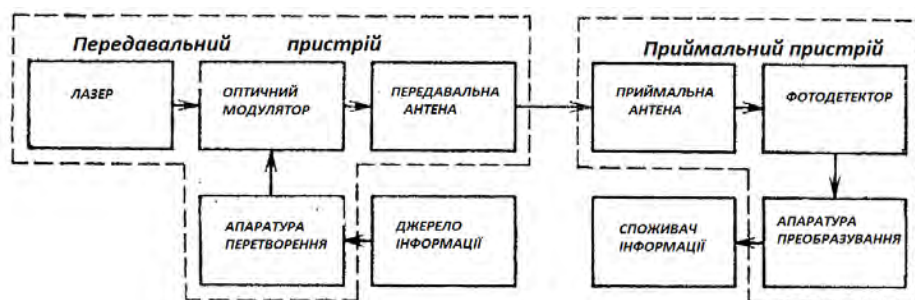 Передавальний пристрій
Приймальний пристрій
ЛАЗЕР
ОПТИЧНИЙ
МОДУЛЯТОР
ПЕРЕДАВАЛЬНА
АНТЕНА
ПРИЙМАЛЬНА
АНТЕНА
ФОТОДЕТЕКТОР
АПАРАТУРА
ПЕРЕТВОРЕННЯ
ДЖЕРЕЛО
ІНФОРМАЦІЇ
СПОЖИВАЧ
ІНФОРМАЦІЇ
АПАРАТУРА
ПРЕОБРАЗУВАННЯ